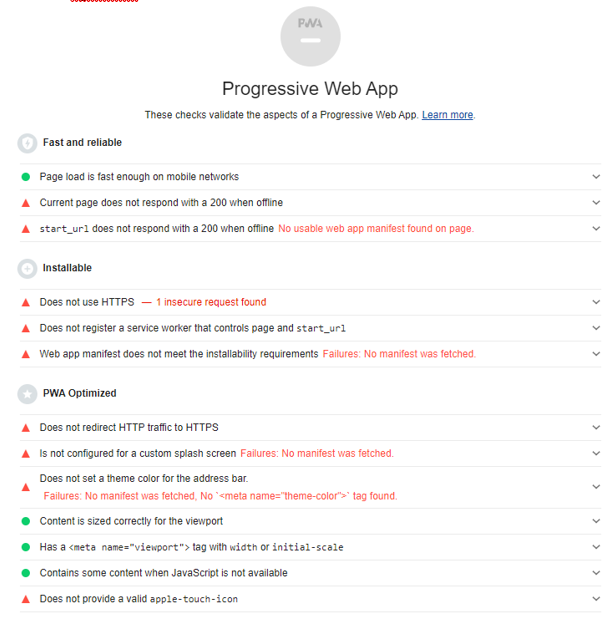 PWA
Progressive Web App
These checks validate the aspects of a Progressive Web App. Learn more.
Fast and reliable
Page load is fast enough on mobile networks
Current page does not respond with a 200 when offline
start_url does not respond with a 200 when offline No usable web app manifest found on page.
Installable
Does not use HTTPS — 1 insecure request found
Does not register a service worker that controls page and start_url
Web app manifest does not meet the installability requirements Failures: No manifest was fetched.
PWA Optimized
Does not redirect HTTP traffic to HTTPS
Is not configured for a custom splash screen Failures: No manifest was fetched.
Does not set a theme color for the address bar.
Failures: No manifest was fetched, No `<meta name="theme-color">` tag found.
Content is sized correctly for the viewport
Has a <meta name="viewport"> tag with width or initial-scale
Contains some content when JavaScript is not available
Does not provide a valid apple-touch-icon